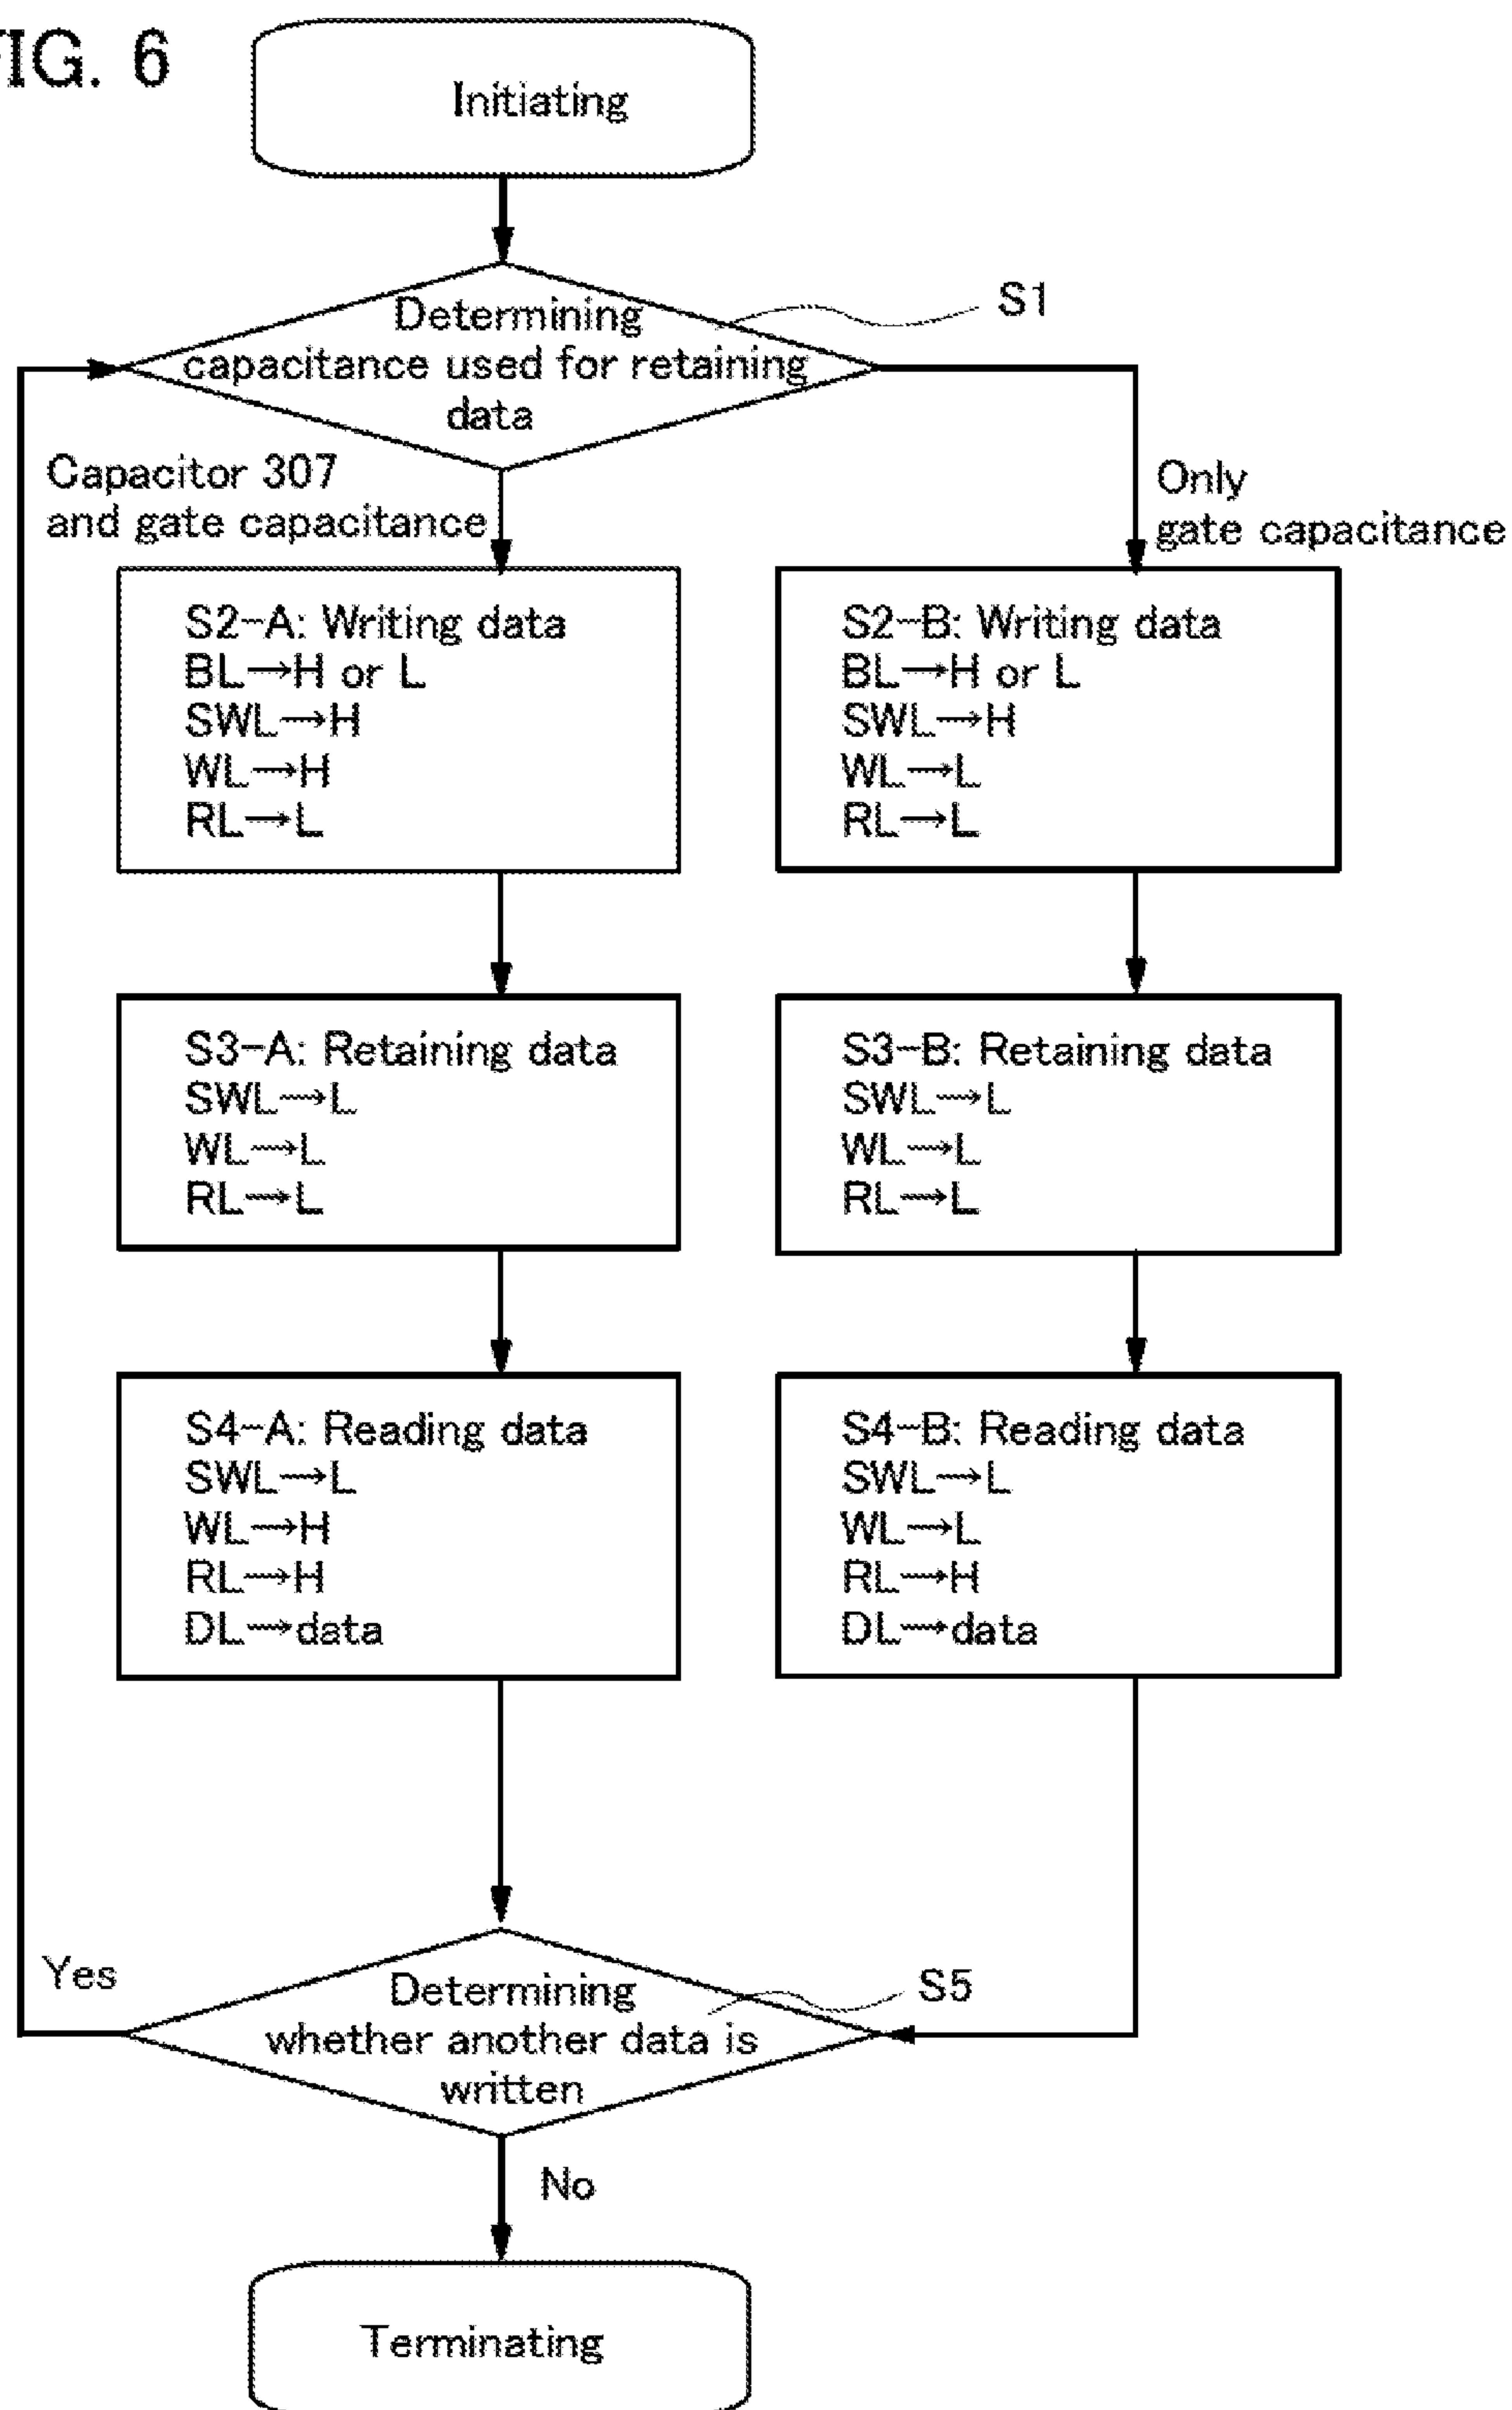 FIG. 6
Initiating
Determining
capacitance used for retaining
data
S1
Capacitor 307
and gate capacitance
Only
gate capacitance
S2-A: Writing data
BL→H or L
SWL→H
WL→H
RL→L
S2-B: Writing data
BL→H or L
SWL→H
WL→L
RL→L
S3-A: Retaining data
SWL→L
WL→L
RL→L
S3-B: Retaining data
SWL→L
WL→L
RL→L
S4-A: Reading data
SWL→L
WL→H
RL→H
DL→data
S4-B: Reading data
SWL→L
WL→L
RL→H
DL→data
Yes
Determining
whether another data is
written
S5
No
Terminating